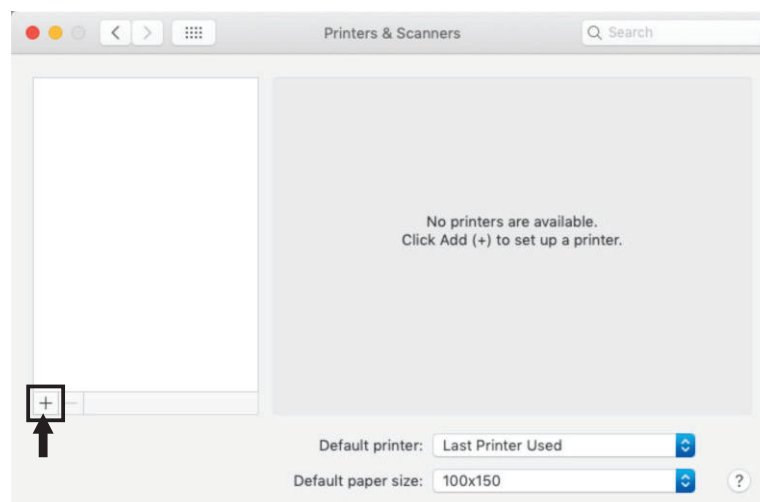 Printers & Scanners
Search
No printers are available.
Click Add (+) to set up a printer.
+ −
Default printer: Last Printer Used
Default paper size: 100x150
?